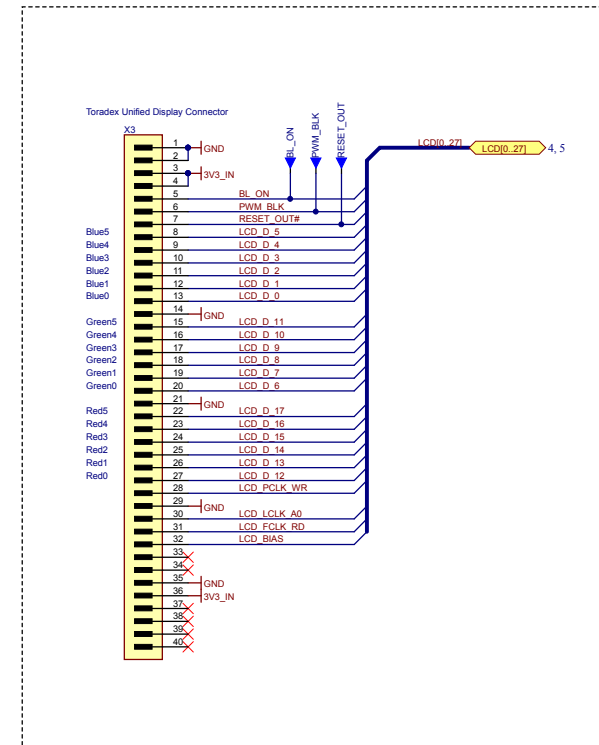 Toradex Unified Display Connector
X3
BL_ON
PWM_BLK
RESET_OUT
LCD[0..27]
LCD[0..27]
4, 5
1 GND
2
3 3V3_IN
4
5 BL_ON
6 PWM_BLK
7 RESET_OUT#
Blue5 8 LCD_D_5
Blue4 9 LCD_D_4
Blue3 10 LCD_D_3
Blue2 11 LCD_D_2
Blue1 12 LCD_D_1
Blue0 13 LCD_D_0
14 GND
Green5 15 LCD_D_11
Green4 16 LCD_D_10
Green3 17 LCD_D_9
Green2 18 LCD_D_8
Green1 19 LCD_D_7
Green0 20 LCD_D_6
21 GND
Red5 22 LCD_D_17
Red4 23 LCD_D_16
Red3 24 LCD_D_15
Red2 25 LCD_D_14
Red1 26 LCD_D_13
Red0 27 LCD_D_12
28 LCD_PCLK_WR
29 GND
30 LCD_LCLK_A0
31 LCD_FCLK_RD
32 LCD_BIAS
33
34
35 GND
36 3V3_IN
37
38
39
40